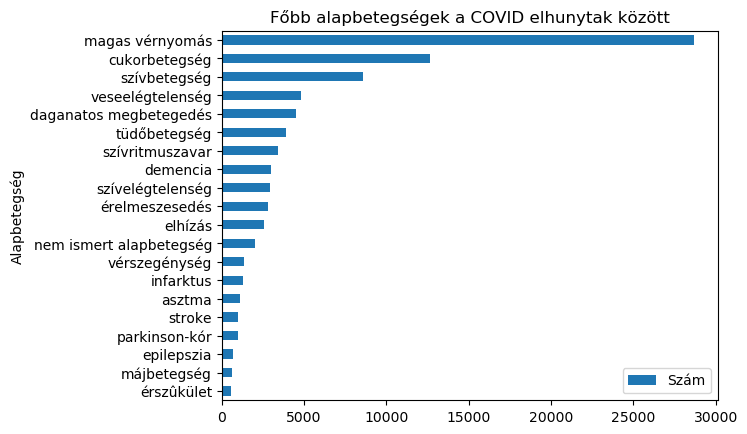 Főbb alapbetegségek a COVID elhunytak között
Alapbetegség
magas vérnyomás
cukorbetegség
szívbetegség
veseelégtelenség
daganatos megbetegedés
tüdőbetegség
szívritmuszavar
demencia
szívelégtelenség
érelmeszesedés
elhízás
nem ismert alapbetegség
vérszegénység
infarktus
asztma
stroke
parkinson-kór
epilepszia
májbetegség
érszûkület
Szám
0 5000 10000 15000 20000 25000 30000